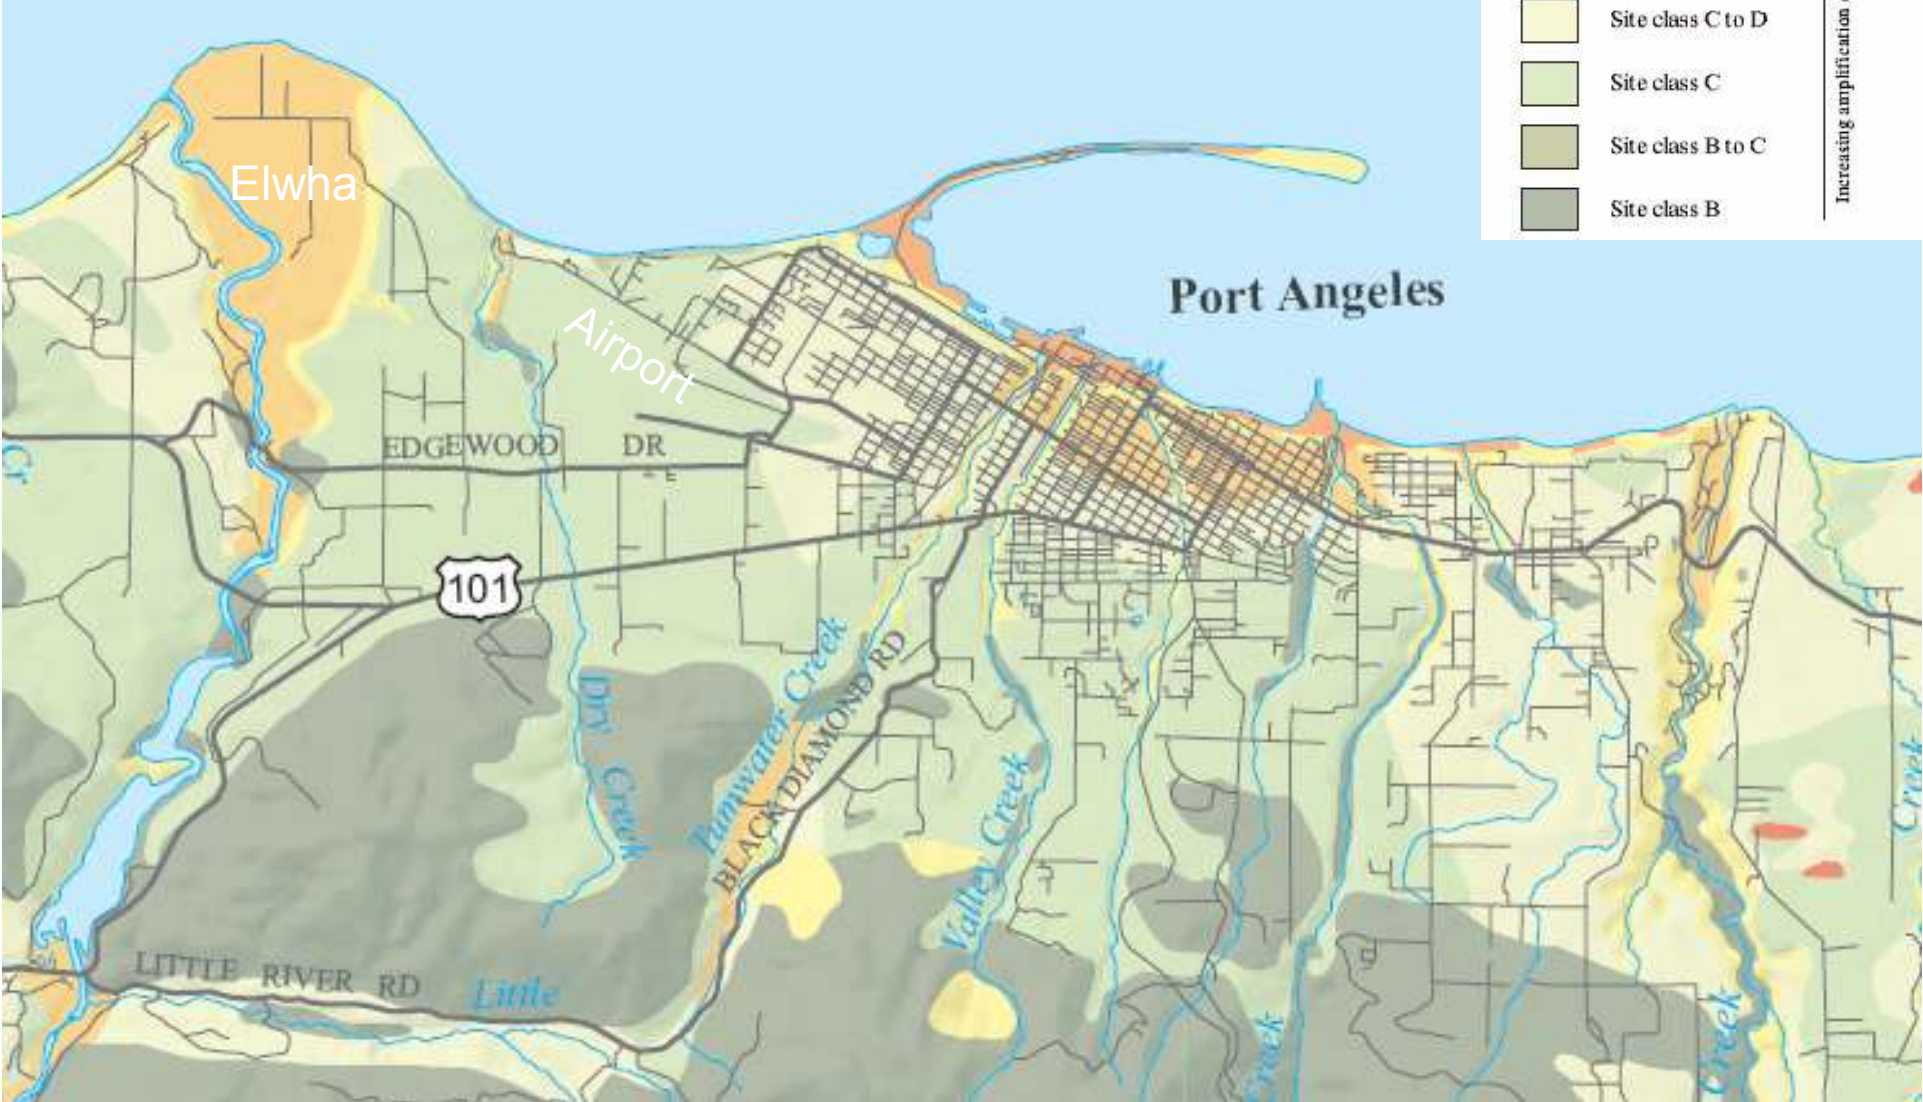 Site class C to D
Site class C
Site class B to C
Site class B
Increasing amplification
Elwha
Port Angeles
Airport
EDGEWOOD DR
Cr
101
Dry Creek
Tumwater Creek
BLACK DIAMOND RD
Valley Creek
Creek
LITTLE RIVER RD
Little
Creek
Creek